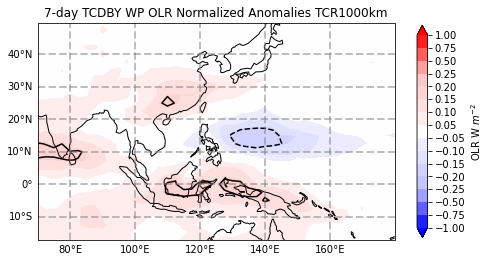 7-day TCDBY WP OLR Normalized Anomalies TCR1000km
40°N
30°N
20°N
10°N
0°
10°S
80°E
100°E
120°E
140°E
160°E
1.00
0.75
0.50
0.25
0.20
0.15
0.10
0.05
−0.05
−0.10
−0.15
−0.20
−0.25
−0.50
−0.75
−1.00
OLR W m⁻²